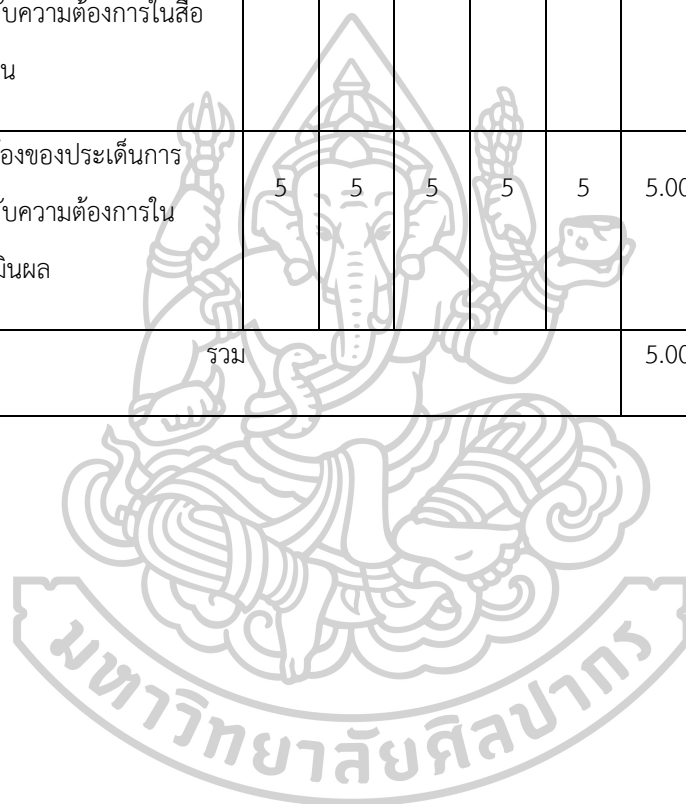 บความต้องการในสื่อ
น
้องของประเด็นการ
บความต้องการใน 5 5 5 5 5 5.00
มินผล
รวม 5.00
มหาวิทยาลัยศิลปากร